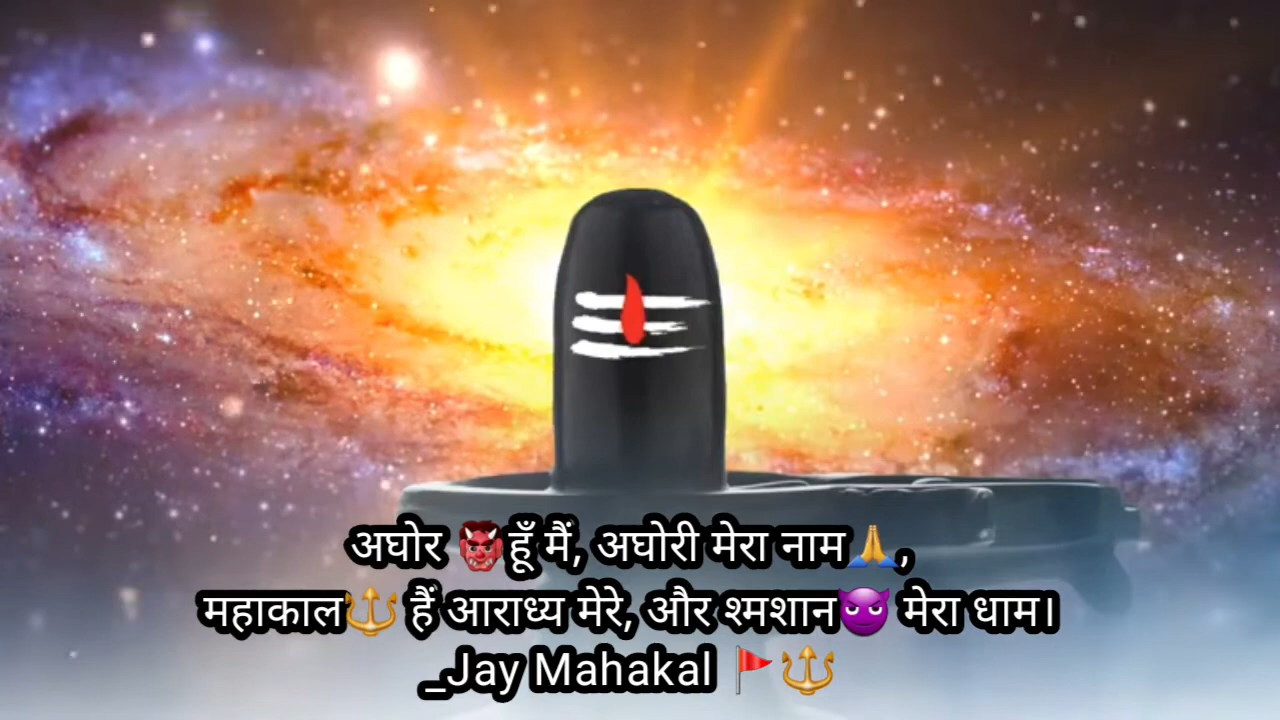 अघोर 👹हूँ मैं, अघोरी मेरा नाम🙏,
महाकाल🔱 हैं आराध्य मेरे, और श्मशान😈 मेरा धाम।
_Jay Mahakal 🚩🔱